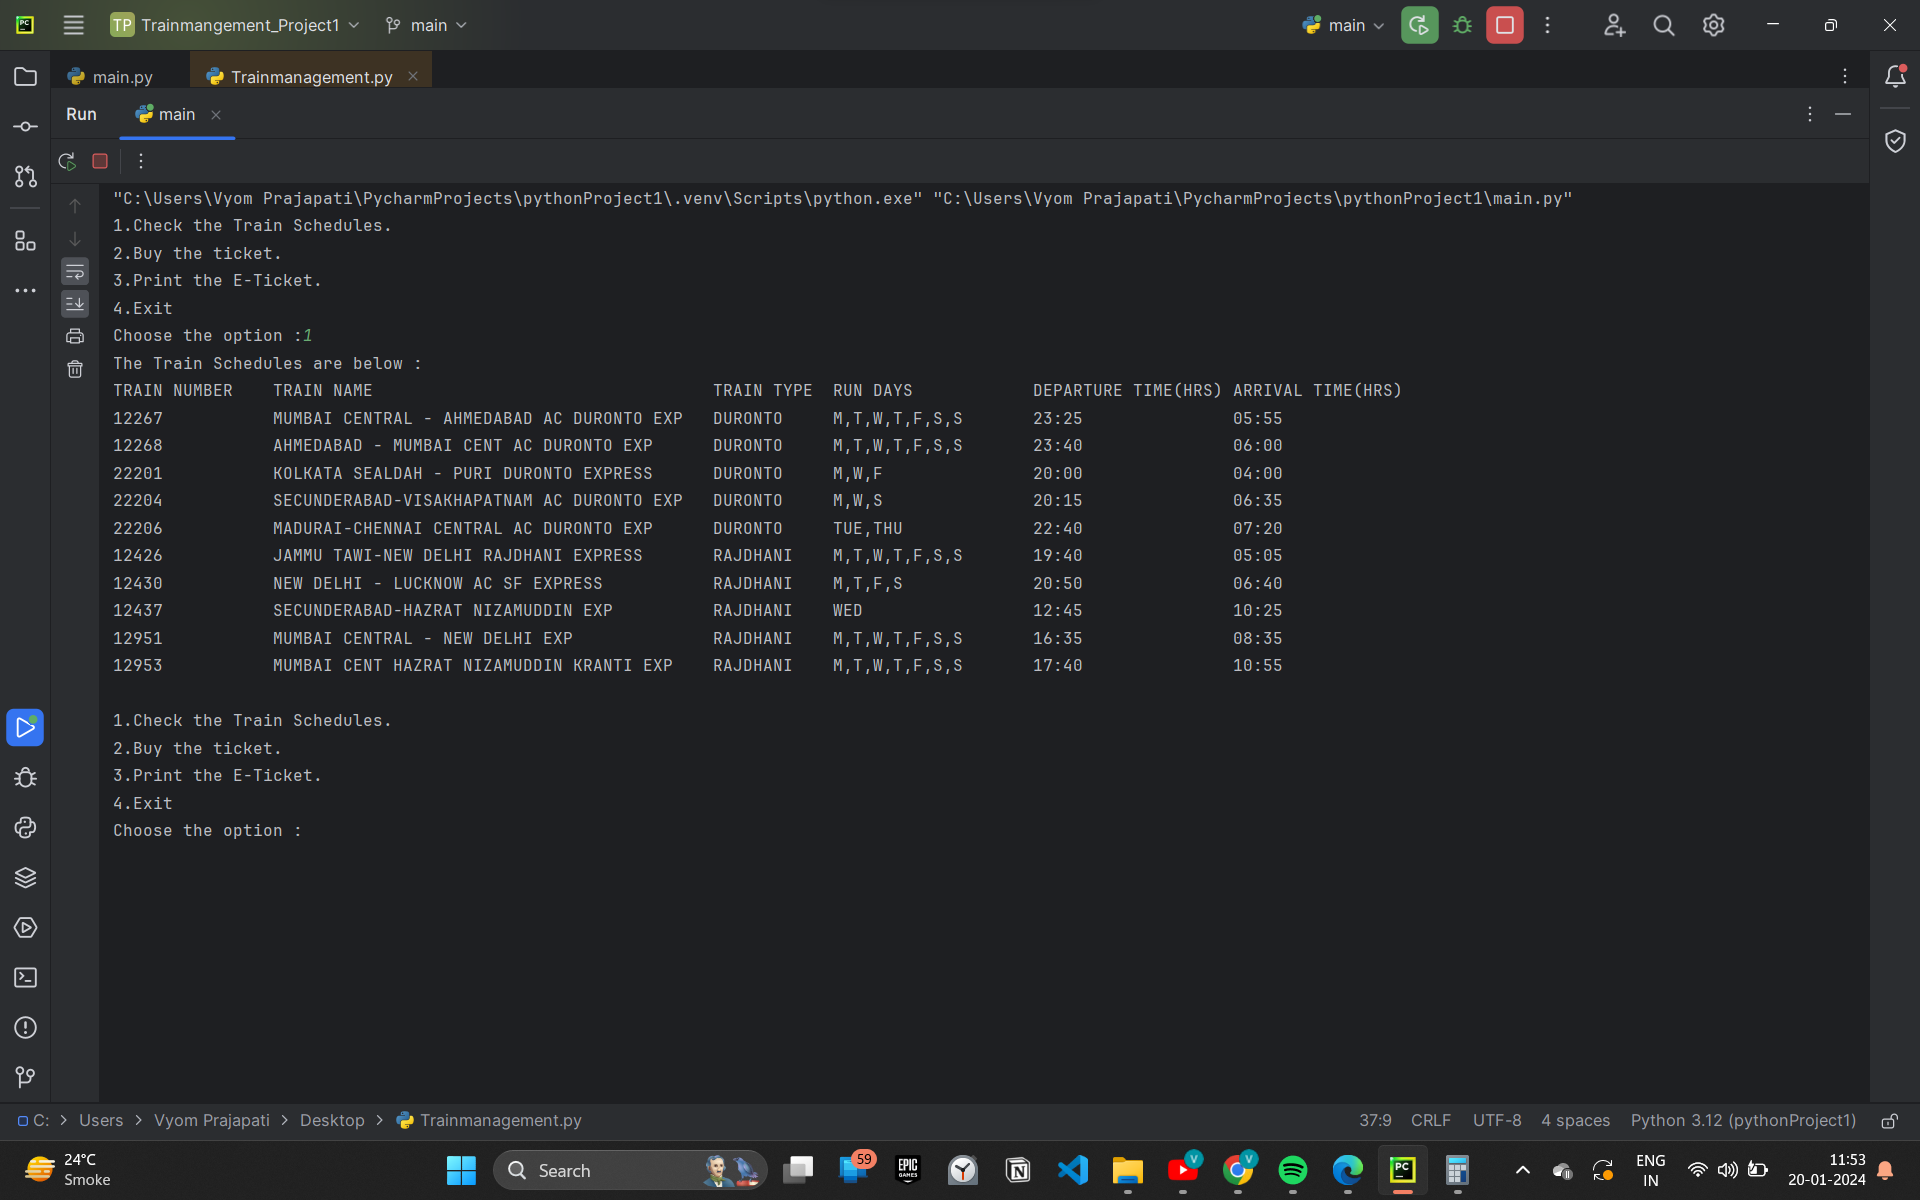 TP Trainmangement_Project1 main main
main.py Trainmanagement.py
Run main
"C:\Users\Vyom Prajapati\PycharmProjects\pythonProject1\.venv\Scripts\python.exe" "C:\Users\Vyom Prajapati\PycharmProjects\pythonProject1\main.py"
1.Check the Train Schedules.
2.Buy the ticket.
3.Print the E-Ticket.
4.Exit
Choose the option :1
The Train Schedules are below :
TRAIN NUMBER TRAIN NAME TRAIN TYPE RUN DAYS DEPARTURE TIME(HRS) ARRIVAL TIME(HRS)
12267 MUMBAI CENTRAL - AHMEDABAD AC DURONTO EXP DURONTO M,T,W,T,F,S,S 23:25 05:55
12268 AHMEDABAD - MUMBAI CENT AC DURONTO EXP DURONTO M,T,W,T,F,S,S 23:40 06:00
22201 KOLKATA SEALDAH - PURI DURONTO EXPRESS DURONTO M,W,F 20:00 04:00
22204 SECUNDERABAD-VISAKHAPATNAM AC DURONTO EXP DURONTO M,W,S 20:15 06:35
22206 MADURAI-CHENNAI CENTRAL AC DURONTO EXP DURONTO TUE,THU 22:40 07:20
12426 JAMMU TAWI-NEW DELHI RAJDHANI EXPRESS RAJDHANI M,T,W,T,F,S,S 19:40 05:05
12430 NEW DELHI - LUCKNOW AC SF EXPRESS RAJDHANI M,T,F,S 20:50 06:40
12437 SECUNDERABAD-HAZRAT NIZAMUDDIN EXP RAJDHANI WED 12:45 10:25
12951 MUMBAI CENTRAL - NEW DELHI EXP RAJDHANI M,T,W,T,F,S,S 16:35 08:35
12953 MUMBAI CENT HAZRAT NIZAMUDDIN KRANTI EXP RAJDHANI M,T,W,T,F,S,S 17:40 10:55
1.Check the Train Schedules.
2.Buy the ticket.
3.Print the E-Ticket.
4.Exit
Choose the option :
C: > Users > Vyom Prajapati > Desktop > Trainmanagement.py 37:9 CRLF UTF-8 4 spaces Python 3.12 (pythonProject1)
24°C
Smoke
Search
59
EPIC GAMES
V
V
PC
ENG
IN
11:53
20-01-2024